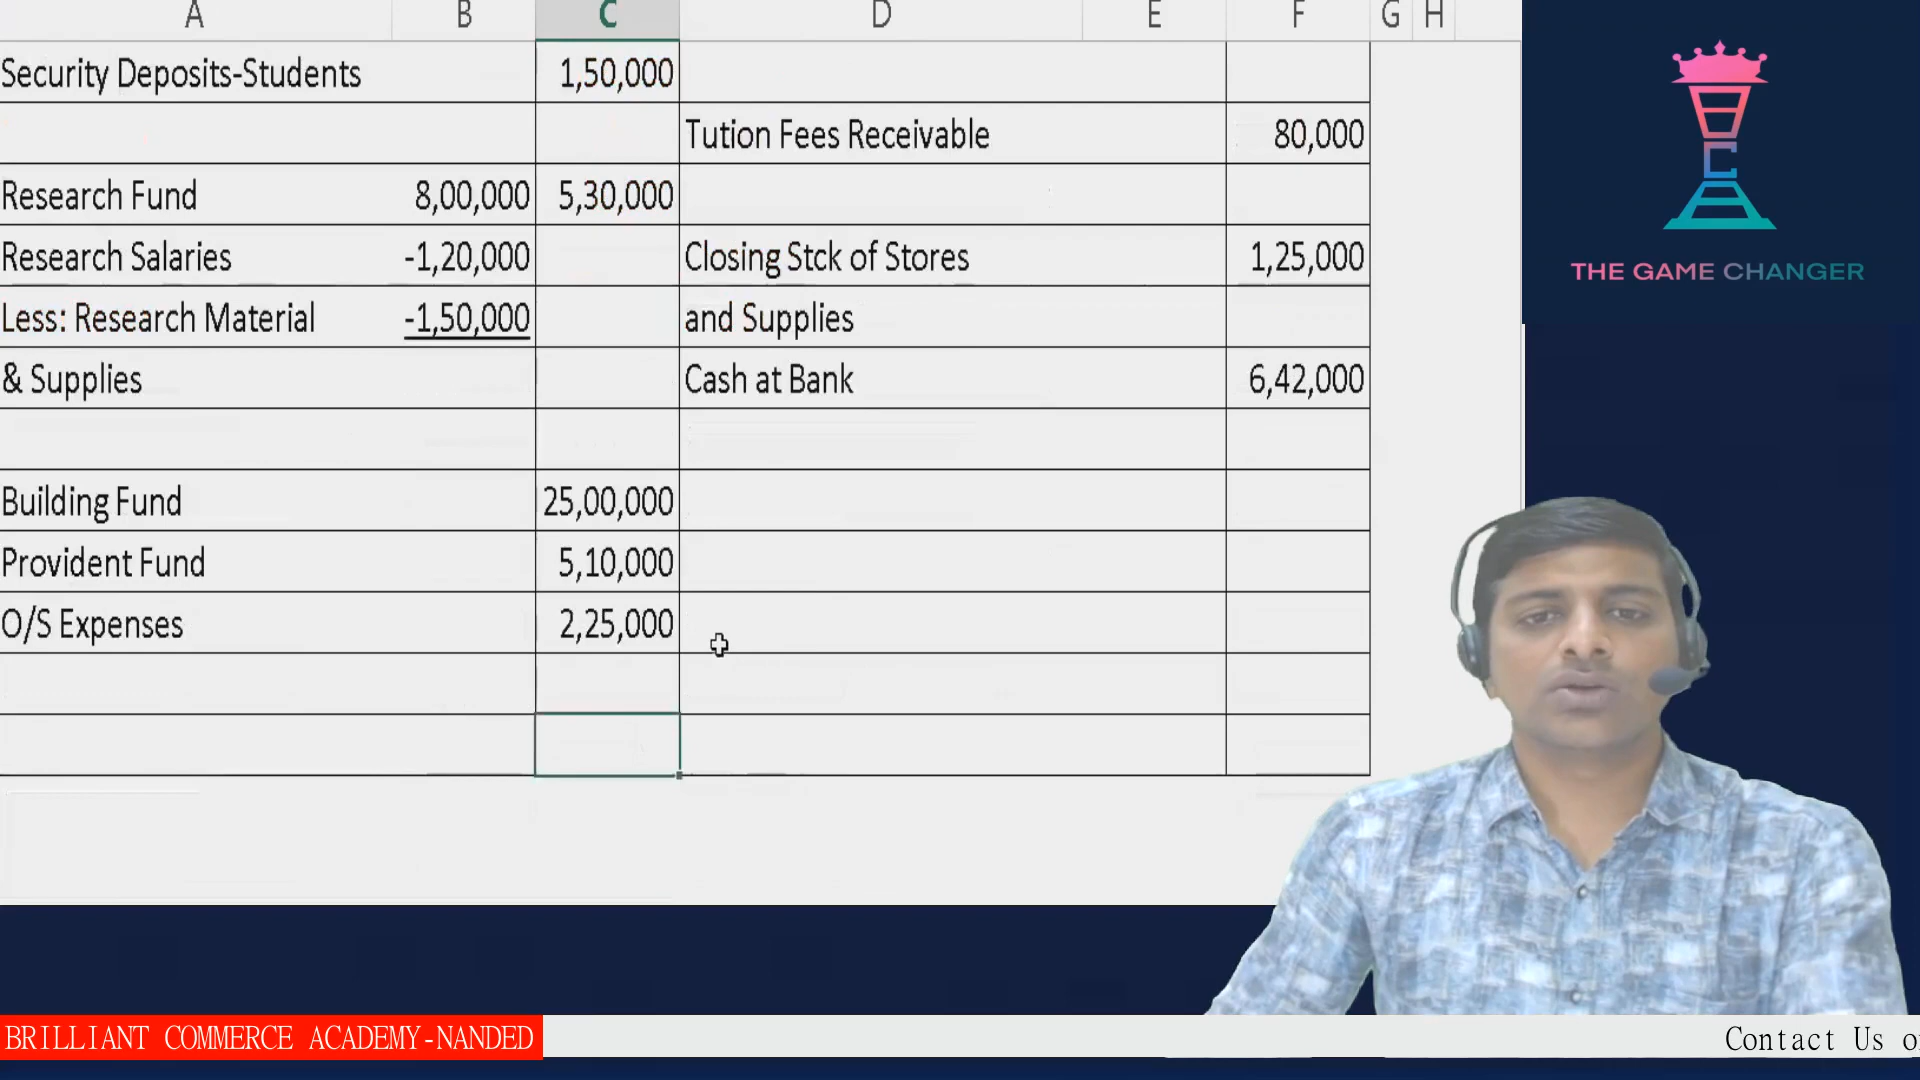 A B C D E F G H
Security Deposits-Students 1,50,000
Tution Fees Receivable 80,000
Research Fund 8,00,000 5,30,000
Research Salaries -1,20,000 Closing Stck of Stores 1,25,000
Less: Research Material -1,50,000 and Supplies
& Supplies Cash at Bank 6,42,000
Building Fund 25,00,000
Provident Fund 5,10,000
O/S Expenses 2,25,000
THE GAME CHANGER
BRILLIANT COMMERCE ACADEMY-NANDED Contact Us